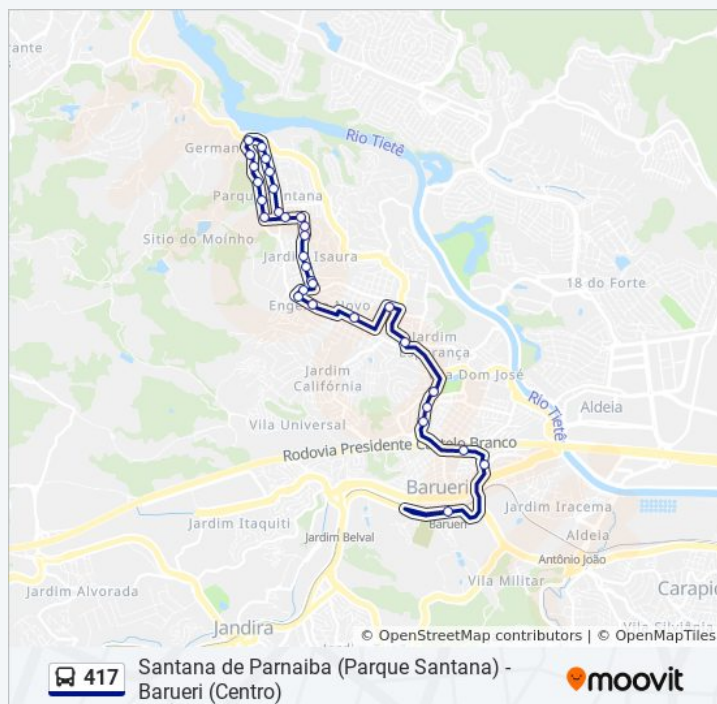 rante
Rio Tietê
German
Parque Santana
Sitio do Moinho
Jardim Isaura
18 do Forte
Engenho Novo
Jardim
Esperança
Jardim
Califórnia
Vila Dom José
Rio Tietê
Aldeia
Vila Universal
Rodovia Presidente Castelo Branco
Barueri
Jardim Itaquiti
Jardim Iracema
Barueri
Jardim Belval
Aldeia
Antônio João
Vila Militar
Jardim Alvorada
Carapic
Jandira
Vila Silviânia
© OpenStreetMap contributors | © OpenMapTiles
417
Santana de Parnaiba (Parque Santana) -
Barueri (Centro)
moovit